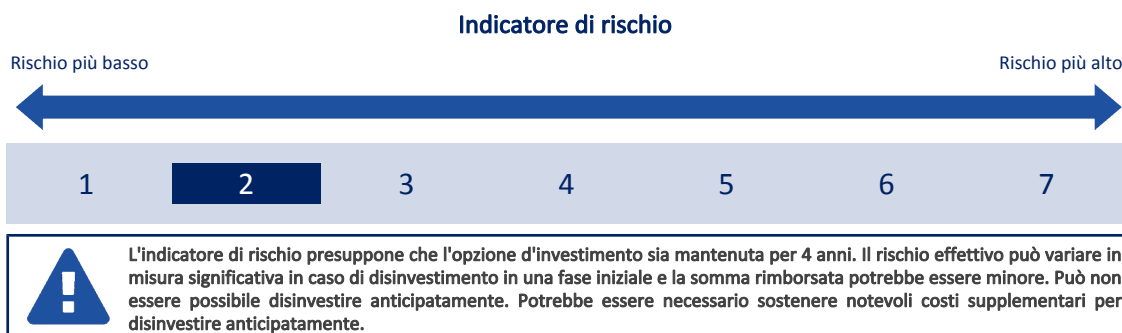 Indicatore di rischio
Rischio più basso
Rischio più alto
1 2 3 4 5 6 7
L'indicatore di rischio presuppone che l'opzione d'investimento sia mantenuta per 4 anni. Il rischio effettivo può variare in
misura significativa in caso di disinvestimento in una fase iniziale e la somma rimborsata potrebbe essere minore. Può non
essere possibile disinvestire anticipatamente. Potrebbe essere necessario sostenere notevoli costi supplementari per
disinvestire anticipatamente.